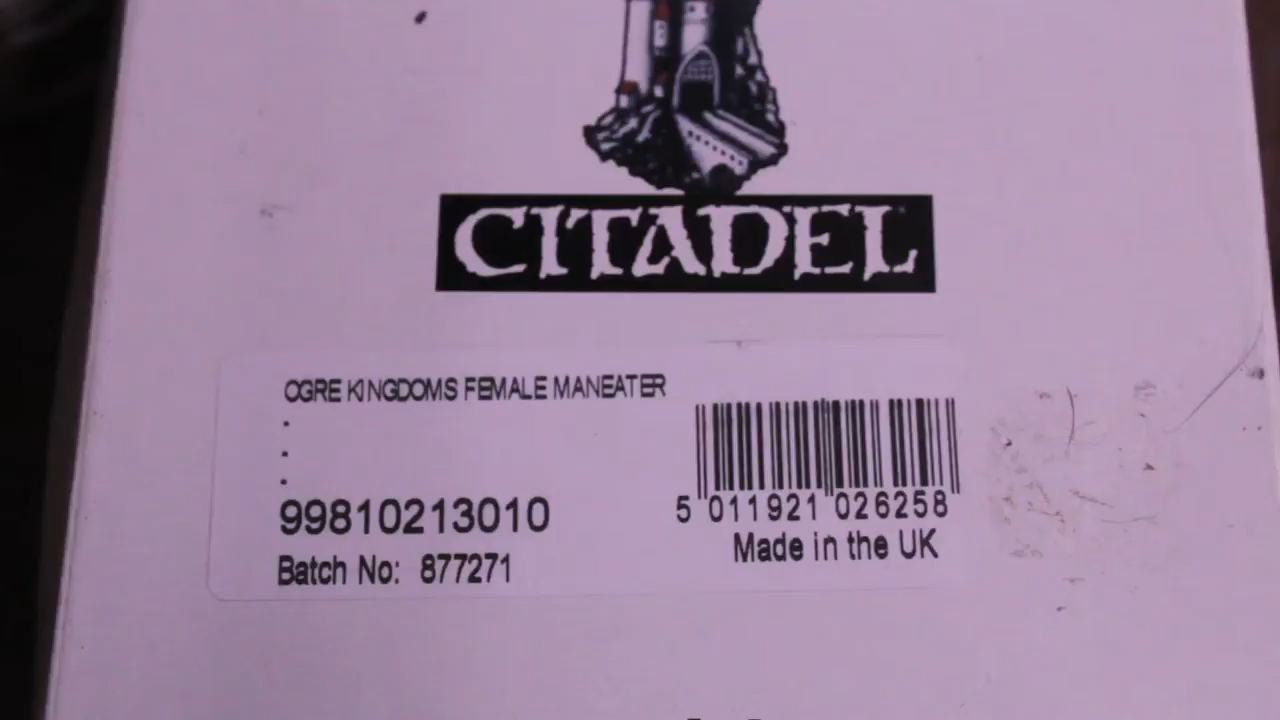 CITADEL
OGRE KINGDOMS FEMALE MANEATER
.
.
.
99810213010
Batch No: 877271
5 011921 026258
Made in the UK